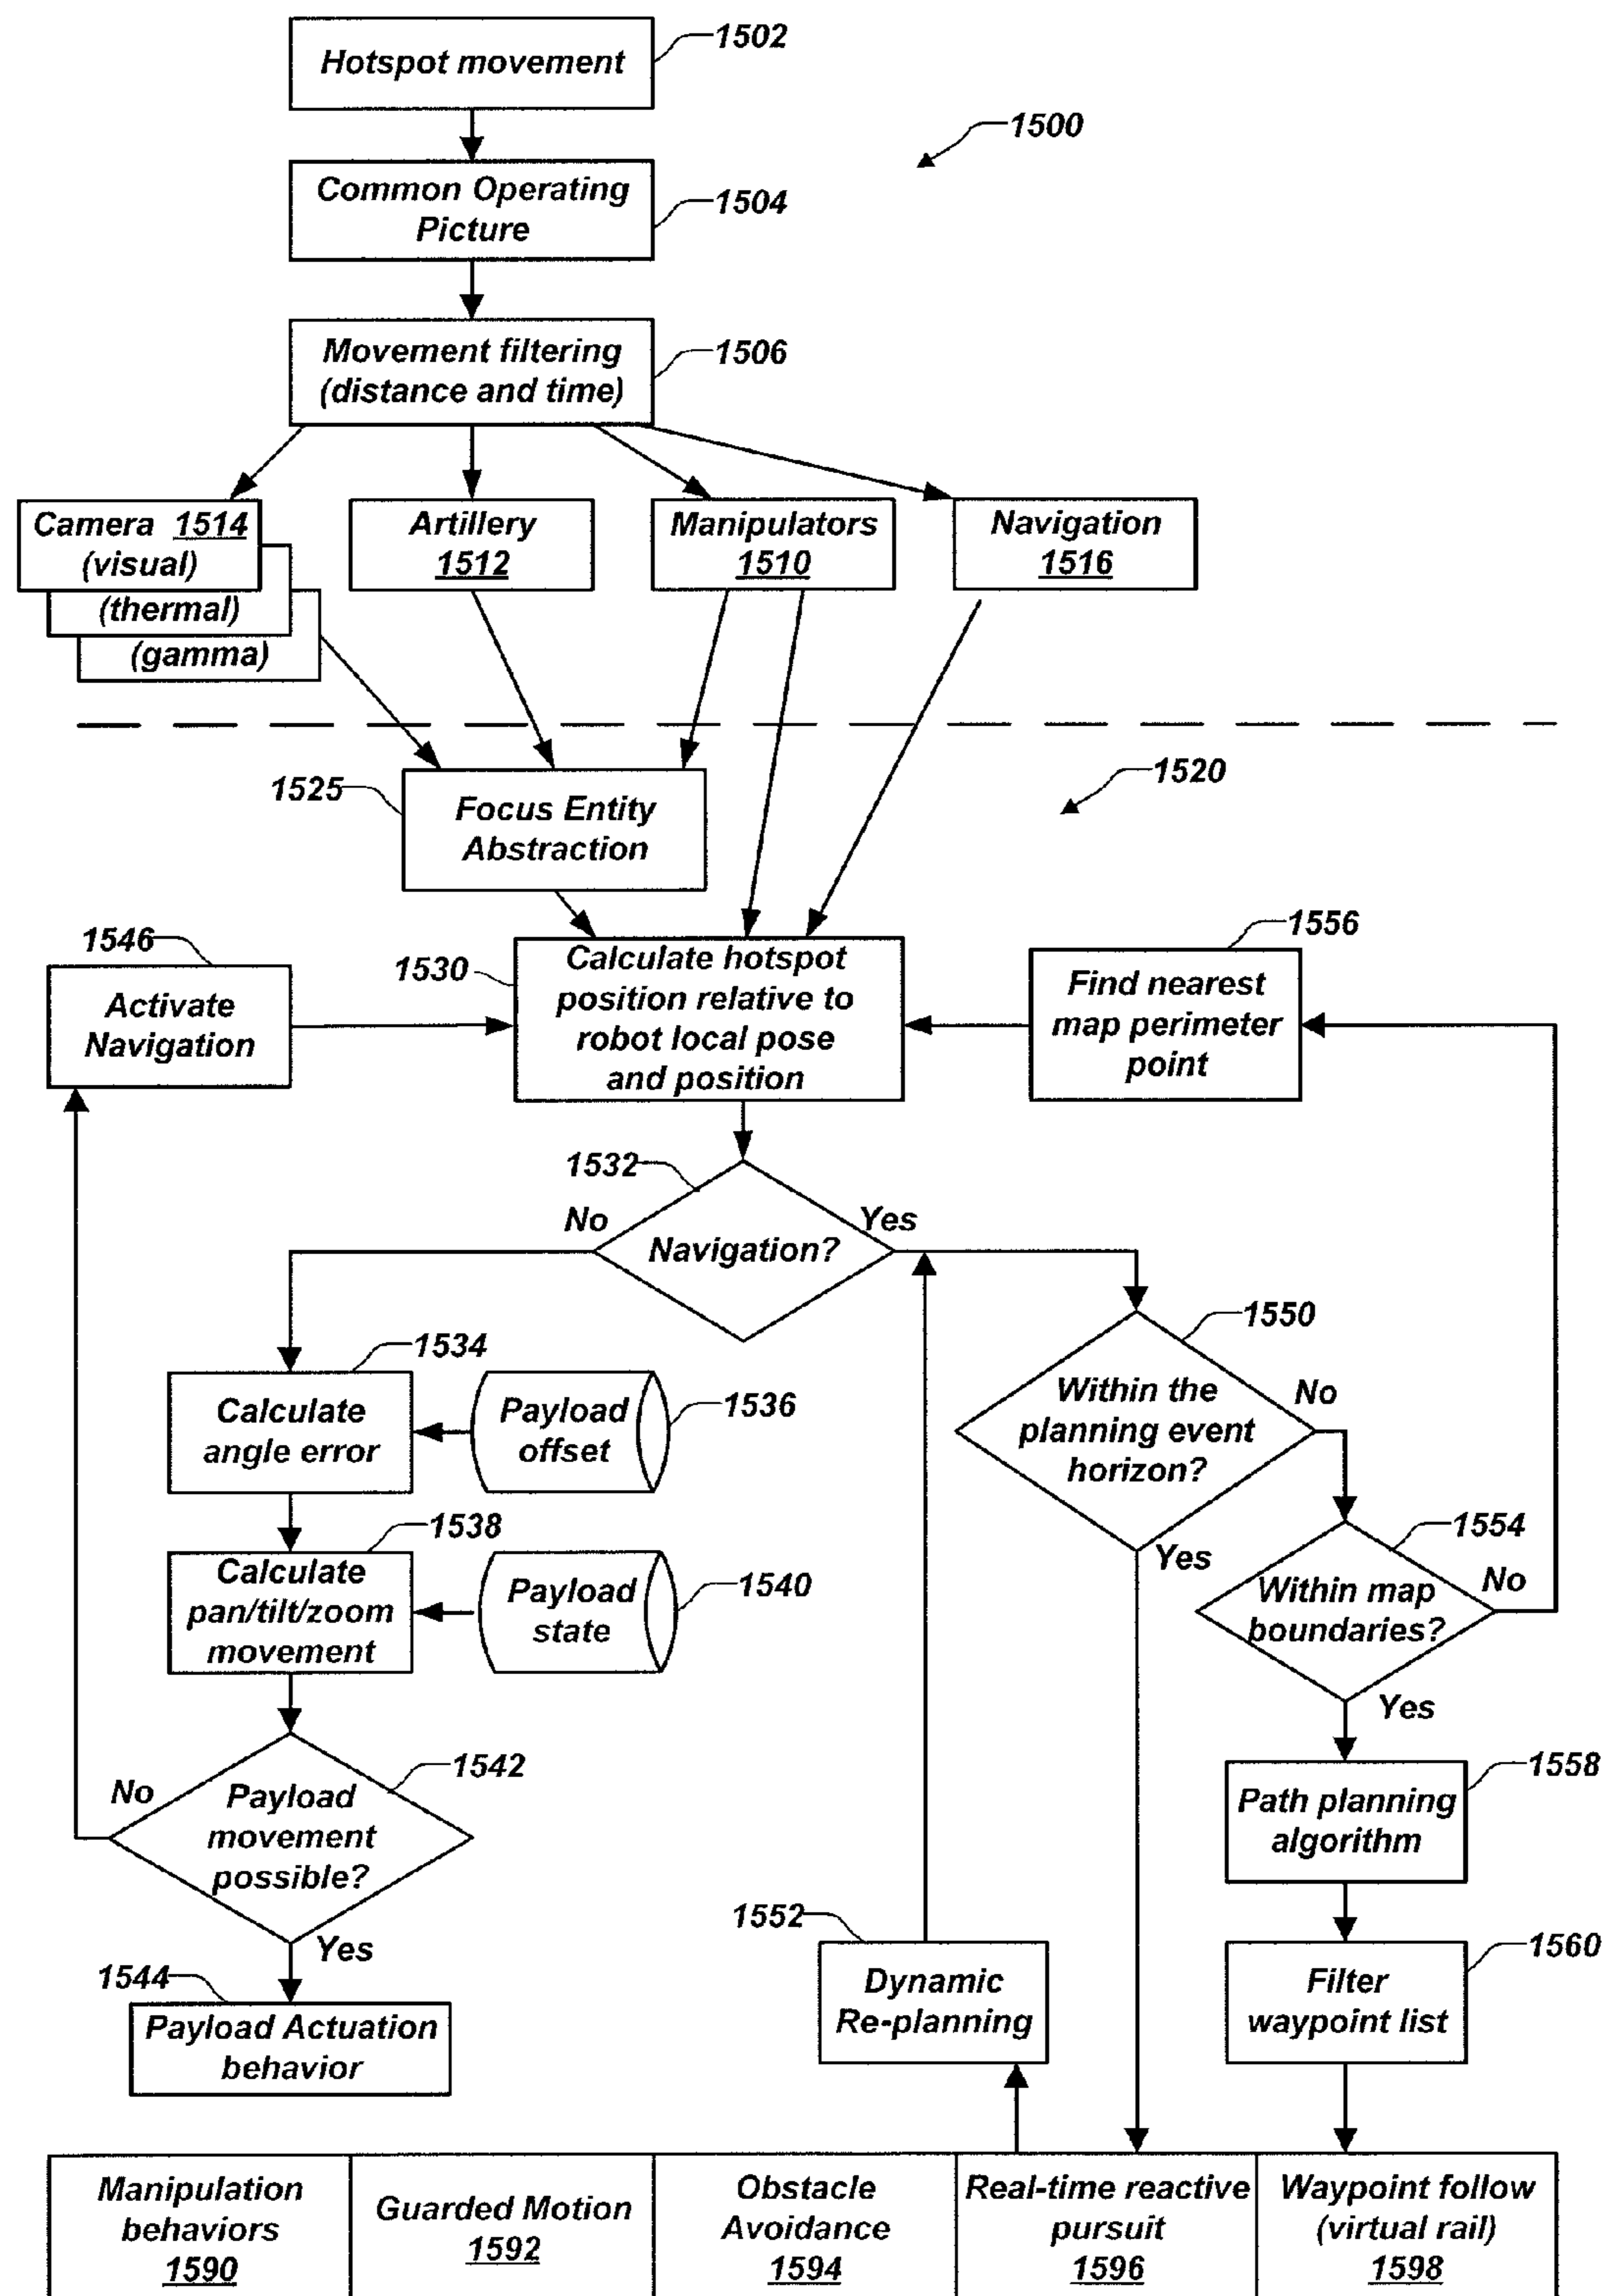 Hotspot movement
1502
1500
Common Operating
Picture
1504
Movement filtering
(distance and time)
1506
Camera 1514
(visual)
(thermal)
(gamma)
Artillery
1512
Manipulators
1510
Navigation
1516
1520
1525
Focus Entity
Abstraction
1546
Activate
Navigation
1530
Calculate hotspot
position relative to
robot local pose
and position
1556
Find nearest
map perimeter
point
1532
No
Navigation?
Yes
1534
Calculate
angle error
Payload
offset
1536
1550
Within the
planning event
horizon?
No
Yes
1538
Calculate
pan/tilt/zoom
movement
Payload
state
1540
1554
Within map
boundaries?
No
Yes
1542
No
Payload
movement
possible?
Yes
1558
Path planning
algorithm
1544
Payload Actuation
behavior
1552
Dynamic
Re-planning
1560
Filter
waypoint list
Manipulation
behaviors
1590
Guarded Motion
1592
Obstacle
Avoidance
1594
Real-time reactive
pursuit
1596
Waypoint follow
(virtual rail)
1598